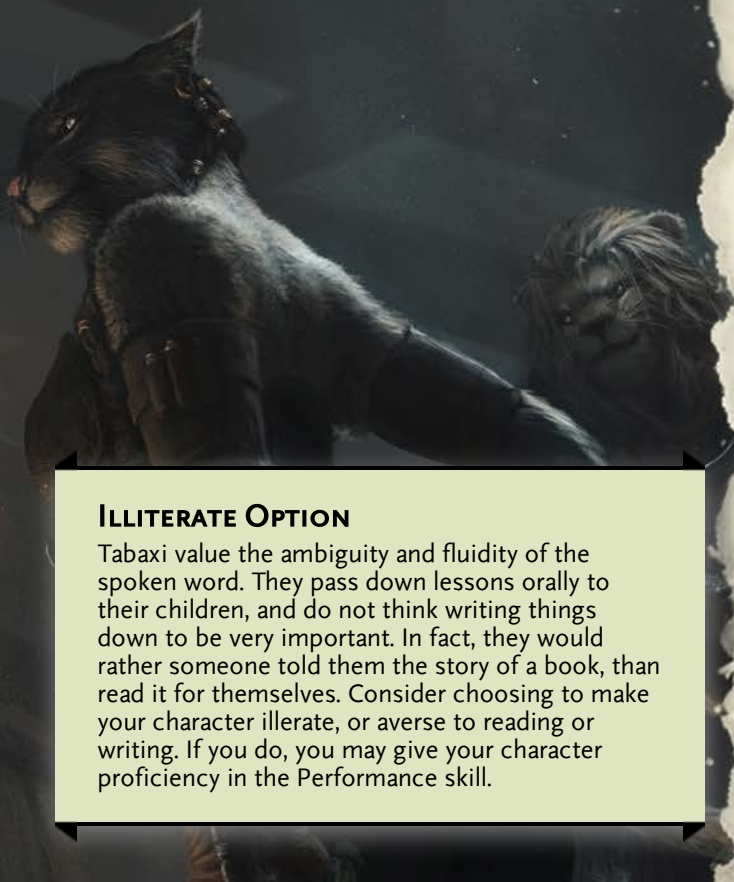 Illiterate Option
Tabaxi value the ambiguity and fluidity of the
spoken word. They pass down lessons orally to
their children, and do not think writing things
down to be very important. In fact, they would
rather someone told them the story of a book, than
read it for themselves. Consider choosing to make
your character illerate, or averse to reading or
writing. If you do, you may give your character
proficiency in the Performance skill.